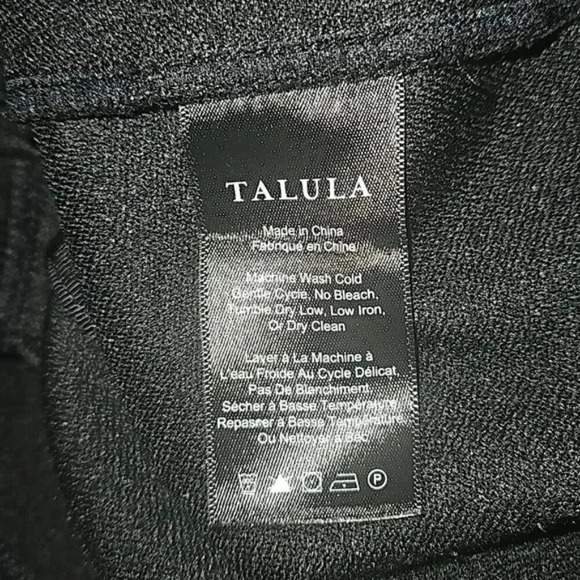 TALULA
Made in China
Fabriqué en Chine
Machine Wash Cold
Gentle Cycle, No Bleach,
Tumble Dry Low, Low Iron,
Or Dry Clean
Laver à La Machine à
L'eau Froide Au Cycle Délicat,
Pas De Blanchiment,
Sécher à Basse Température,
Repasser à Basse Température,
Ou Nettoyer à Sec
P